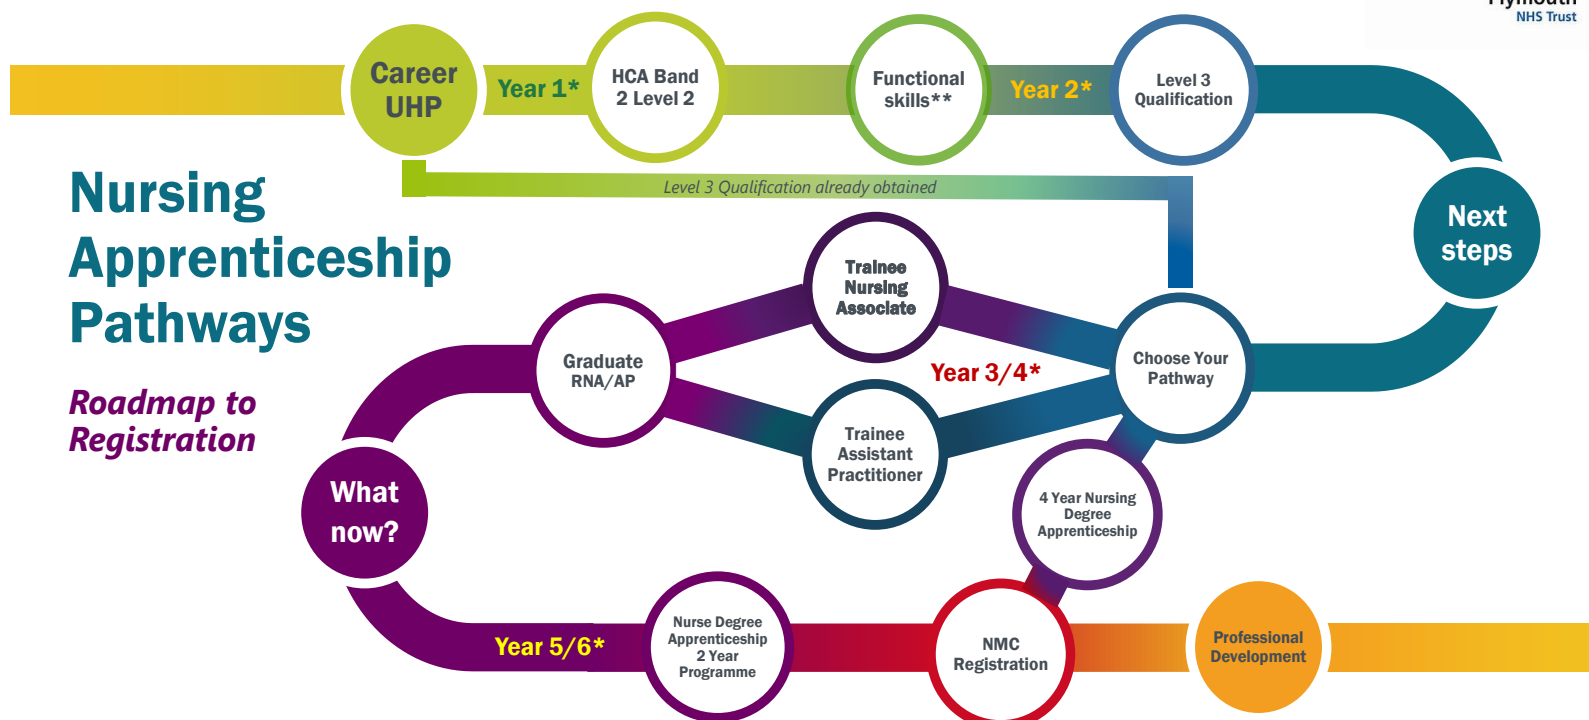 Plymouth
NHS Trust
Career
UHP
Year 1*
HCA Band
2 Level 2
Functional
skills**
Year 2*
Level 3
Qualification
Level 3 Qualification already obtained
Nursing
Apprenticeship
Pathways
Roadmap to
Registration
Next
steps
Choose Your
Pathway
Trainee
Nursing
Associate
Year 3/4*
Trainee
Assistant
Practitioner
4 Year Nursing
Degree
Apprenticeship
Graduate
RNA/AP
What
now?
Year 5/6*
Nurse Degree
Apprenticeship
2 Year
Programme
NMC
Registration
Professional
Development